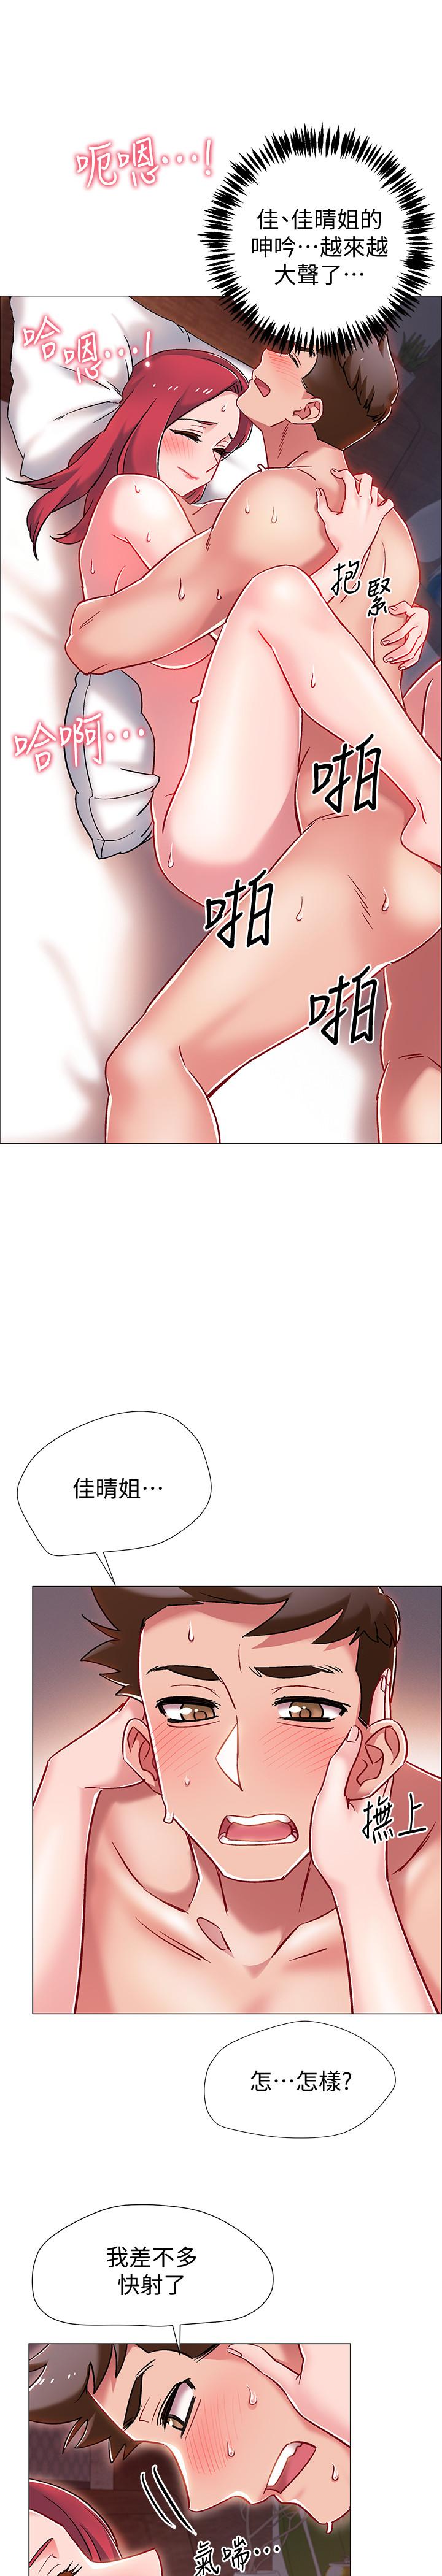 呃嗯…!
佳、佳晴姐的
呻吟…越來越
大聲了…
哈嗯…!
抱緊
哈啊…
啪
啪
啪
佳晴姐…
撫上
怎…怎樣?
我差不多
快射了
氣喘…